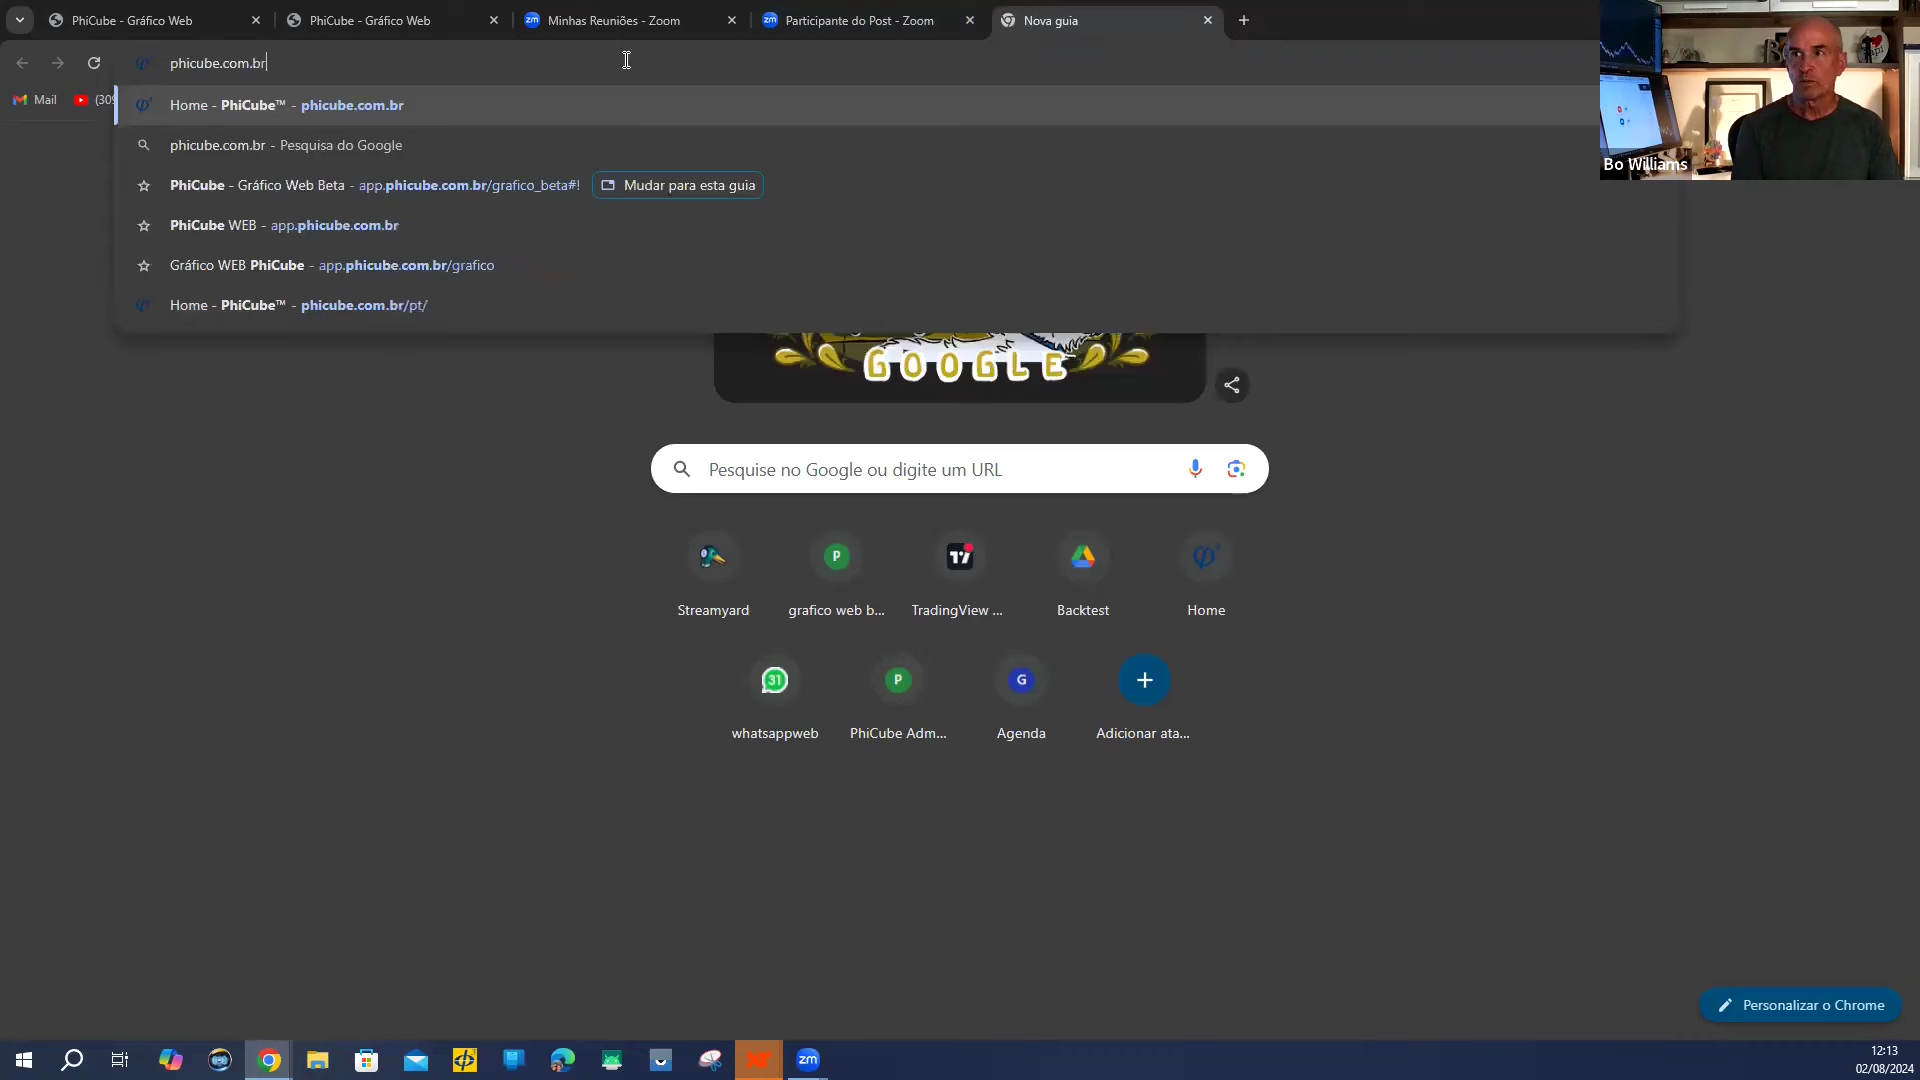 PhiCube - Gráfico Web
PhiCube - Gráfico Web
Minhas Reuniões - Zoom
Participante do Post - Zoom
Nova guia
phicube.com.br
Mail
(309
Home - PhiCube™ - phicube.com.br
phicube.com.br - Pesquisa do Google
PhiCube - Gráfico Web Beta - app.phicube.com.br/grafico_beta#!
Mudar para esta guia
PhiCube WEB - app.phicube.com.br
Gráfico WEB PhiCube - app.phicube.com.br/grafico
Home - PhiCube™ - phicube.com.br/pt/
Bo Williams
GOOGLE
Pesquise no Google ou digite um URL
Streamyard
P
grafico web b...
TradingView ...
Backtest
Home
31
whatsappweb
P
PhiCube Adm...
G
Agenda
Adicionar ata...
Personalizar o Chrome
zm
12:13
02/08/2024